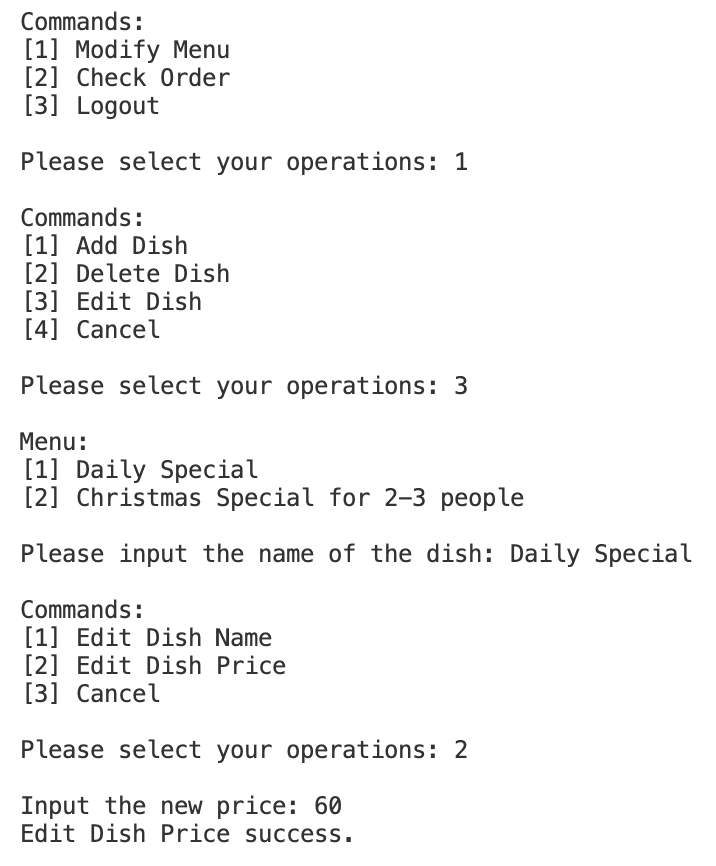 Commands:
[1] Modify Menu
[2] Check Order
[3] Logout
Please select your operations: 1
Commands:
[1] Add Dish
[2] Delete Dish
[3] Edit Dish
[4] Cancel
Please select your operations: 3
Menu:
[1] Daily Special
[2] Christmas Special for 2–3 people
Please input the name of the dish: Daily Special
Commands:
[1] Edit Dish Name
[2] Edit Dish Price
[3] Cancel
Please select your operations: 2
Input the new price: 60
Edit Dish Price success.